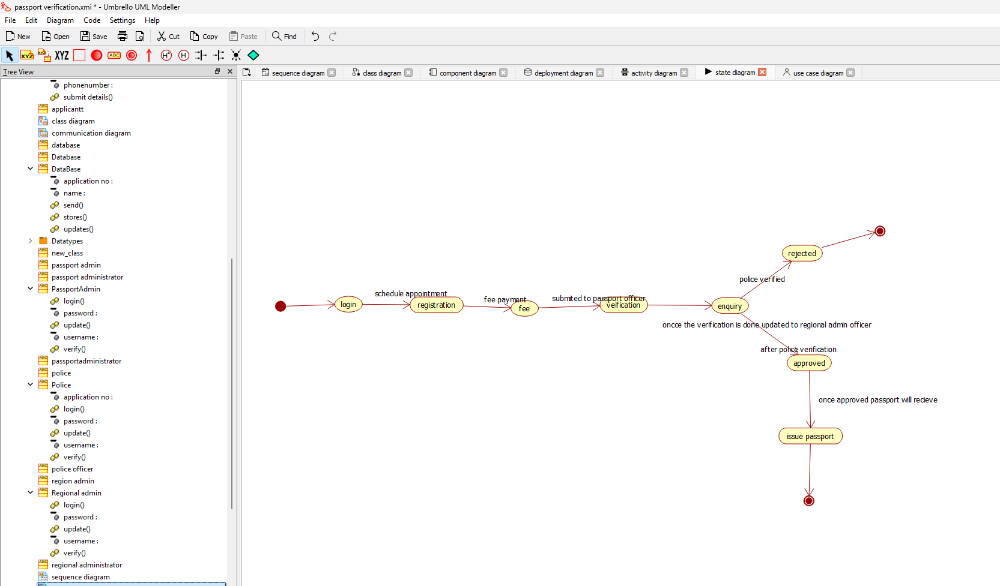 passport verification.xmi * - Umbrello UML Modeller
File Edit Diagram Code Settings Help
New Open Save Cut Copy Paste Find
XYZ XYZ XYZ ABC H* H
Tree View
sequence diagram class diagram component diagram deployment diagram activity diagram state diagram use case diagram
phonenumber :
submit details()
applicantt
class diagram
communication diagram
database
Database
DataBase
application no :
name :
send()
stores()
updates()
Datatypes
new_class
passport admin
passport administrator
PassportAdmin
login()
password :
update()
username :
verify()
passportadministrator
police
Police
application no :
login()
password :
update()
username :
verify()
police officer
region admin
Regional admin
login()
password :
update()
username :
verify()
regional administrator
sequence diagram
login
schedule appointment
registration
fee payment
fee
submited to passport officer
veification
enquiry
police verified
rejected
oncce the verification is done updated to regional admin officer
after police verification
approved
once approved passport will recieve
issue passport